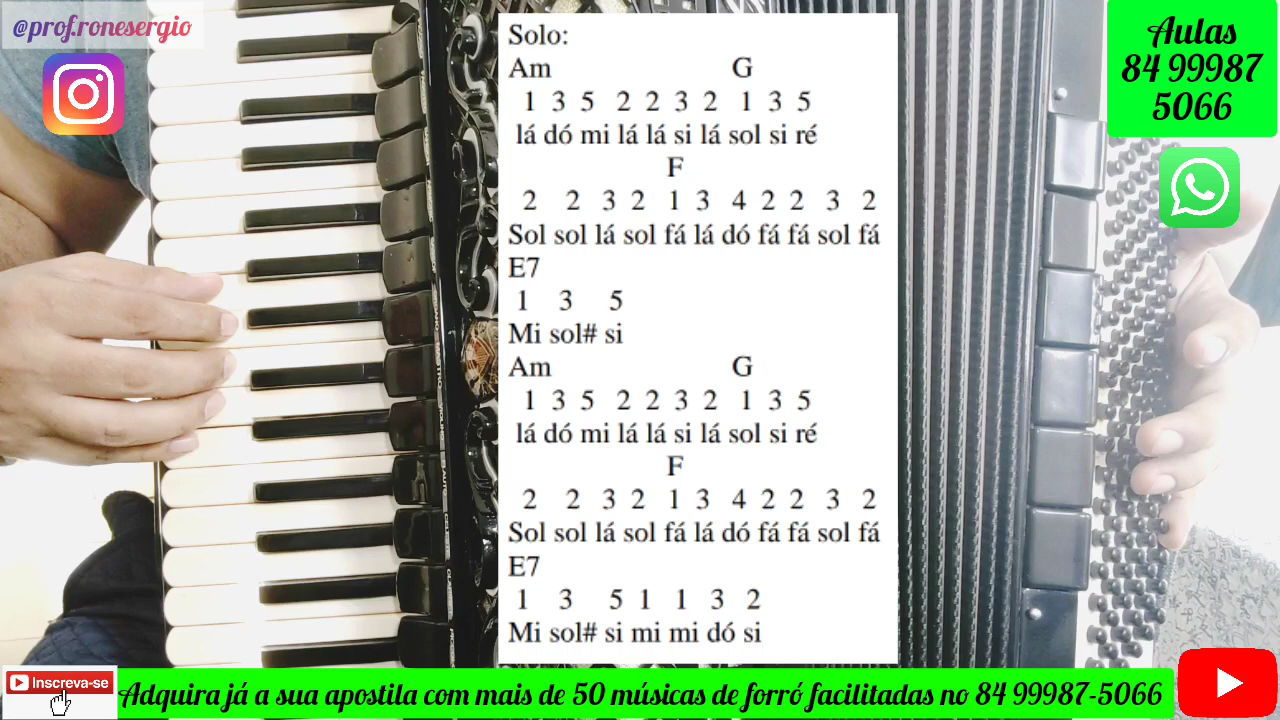 @prof.ronesergio
Solo:
Am G
1 3 5 2 2 3 2 1 3 5
lá dó mi lá lá si lá sol si ré
F
2 2 3 2 1 3 4 2 2 3 2
Sol sol lá sol fá lá dó fá fá sol fá
E7
1 3 5
Mi sol# si
Am G
1 3 5 2 2 3 2 1 3 5
lá dó mi lá lá si lá sol si ré
F
2 2 3 2 1 3 4 2 2 3 2
Sol sol lá sol fá lá dó fá fá sol fá
E7
1 3 5 1 1 3 2
Mi sol# si mi mi dó si
Aulas
84 99987
5066
Inscreva-se
Adquira já a sua apostila com mais de 50 músicas de forró facilitadas no 84 99987-5066